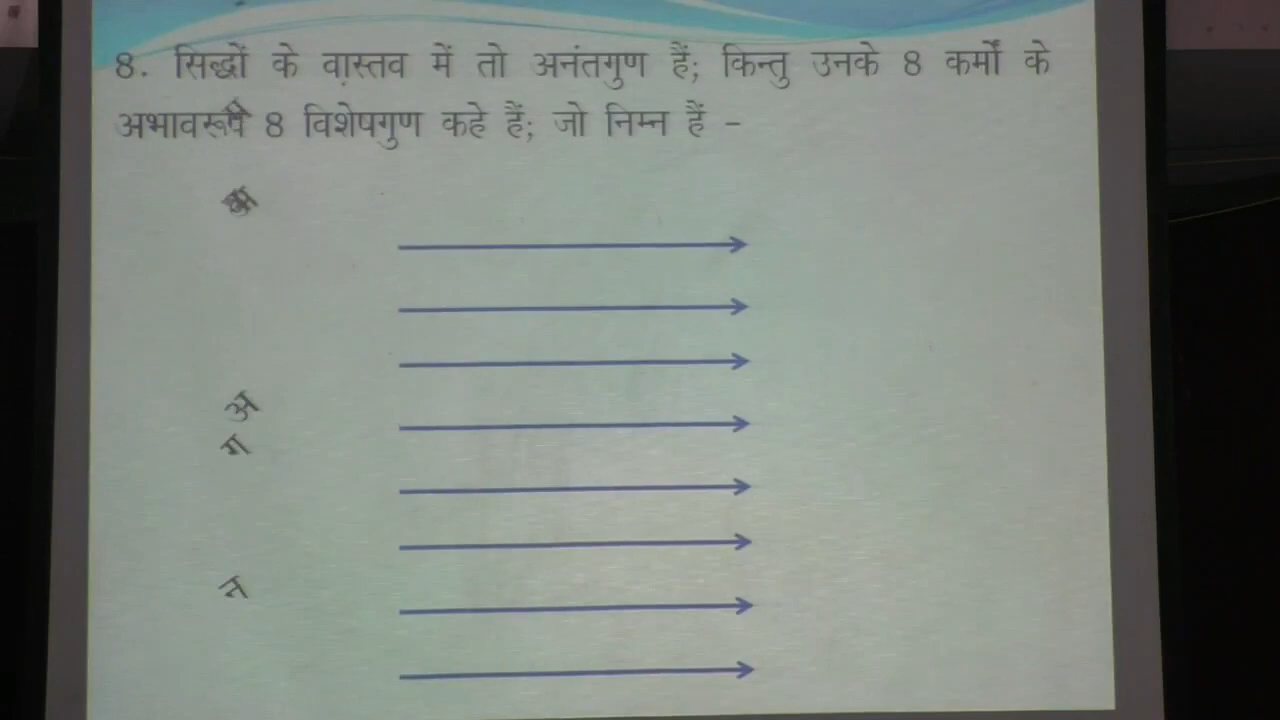 8. सिद्धों के वास्तव में तो अनंतगुण हैं; किन्तु उनके 8 कर्मों के
अभावरूप 8 विशेषगुण कहे हैं; जो निम्न हैं -
अ
ग
न